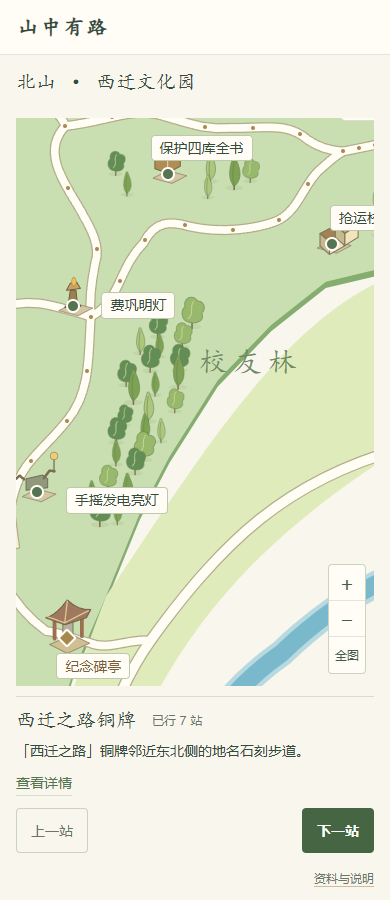 山中有路
北山 • 西迁文化园
保护四库全书
抢运
费巩明灯
校友林
手摇发电亮灯
纪念碑亭
+
−
全图
西迁之路铜牌 已行 7 站
「西迁之路」铜牌邻近东北侧的地名石刻步道。
查看详情
上一站
下一站
资料与说明